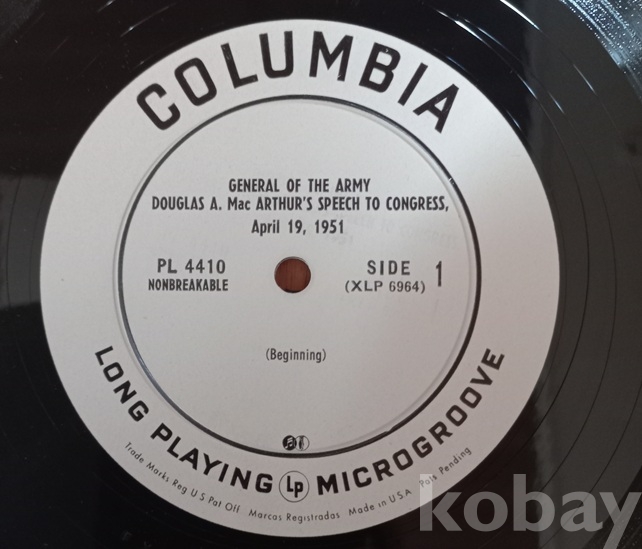 COLUMBIA
GENERAL OF THE ARMY
DOUGLAS A. Mac ARTHUR'S SPEECH TO CONGRESS,
April 19, 1951
PL 4410
NONBREAKABLE
SIDE 1
(XLP 6964)
(Beginning)
LONG PLAYING Lp MICROGROOVE
Trade Marks Reg U S Pat Off Marcas Registradas Made in U.S.A. Pats Pending
kobay